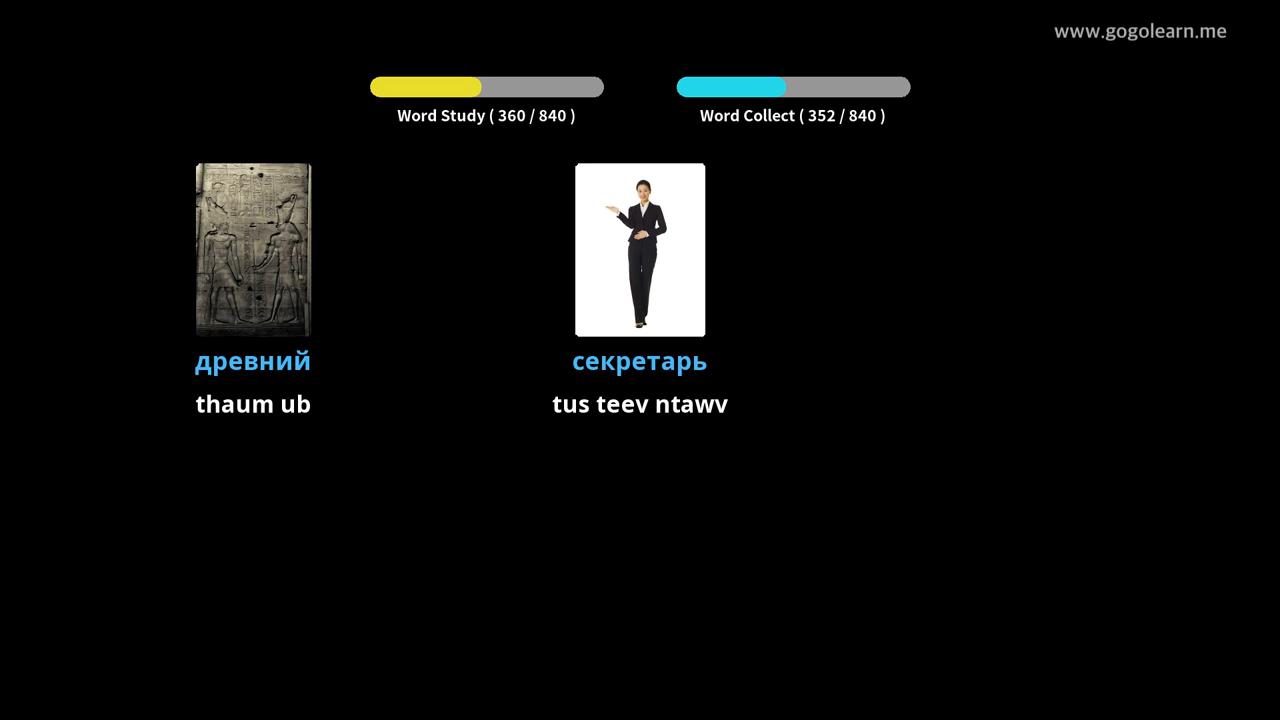 www.gogolearn.me
Word Study ( 360 / 840 )
Word Collect ( 352 / 840 )
древний
секретарь
thaum ub
tus teev ntawv